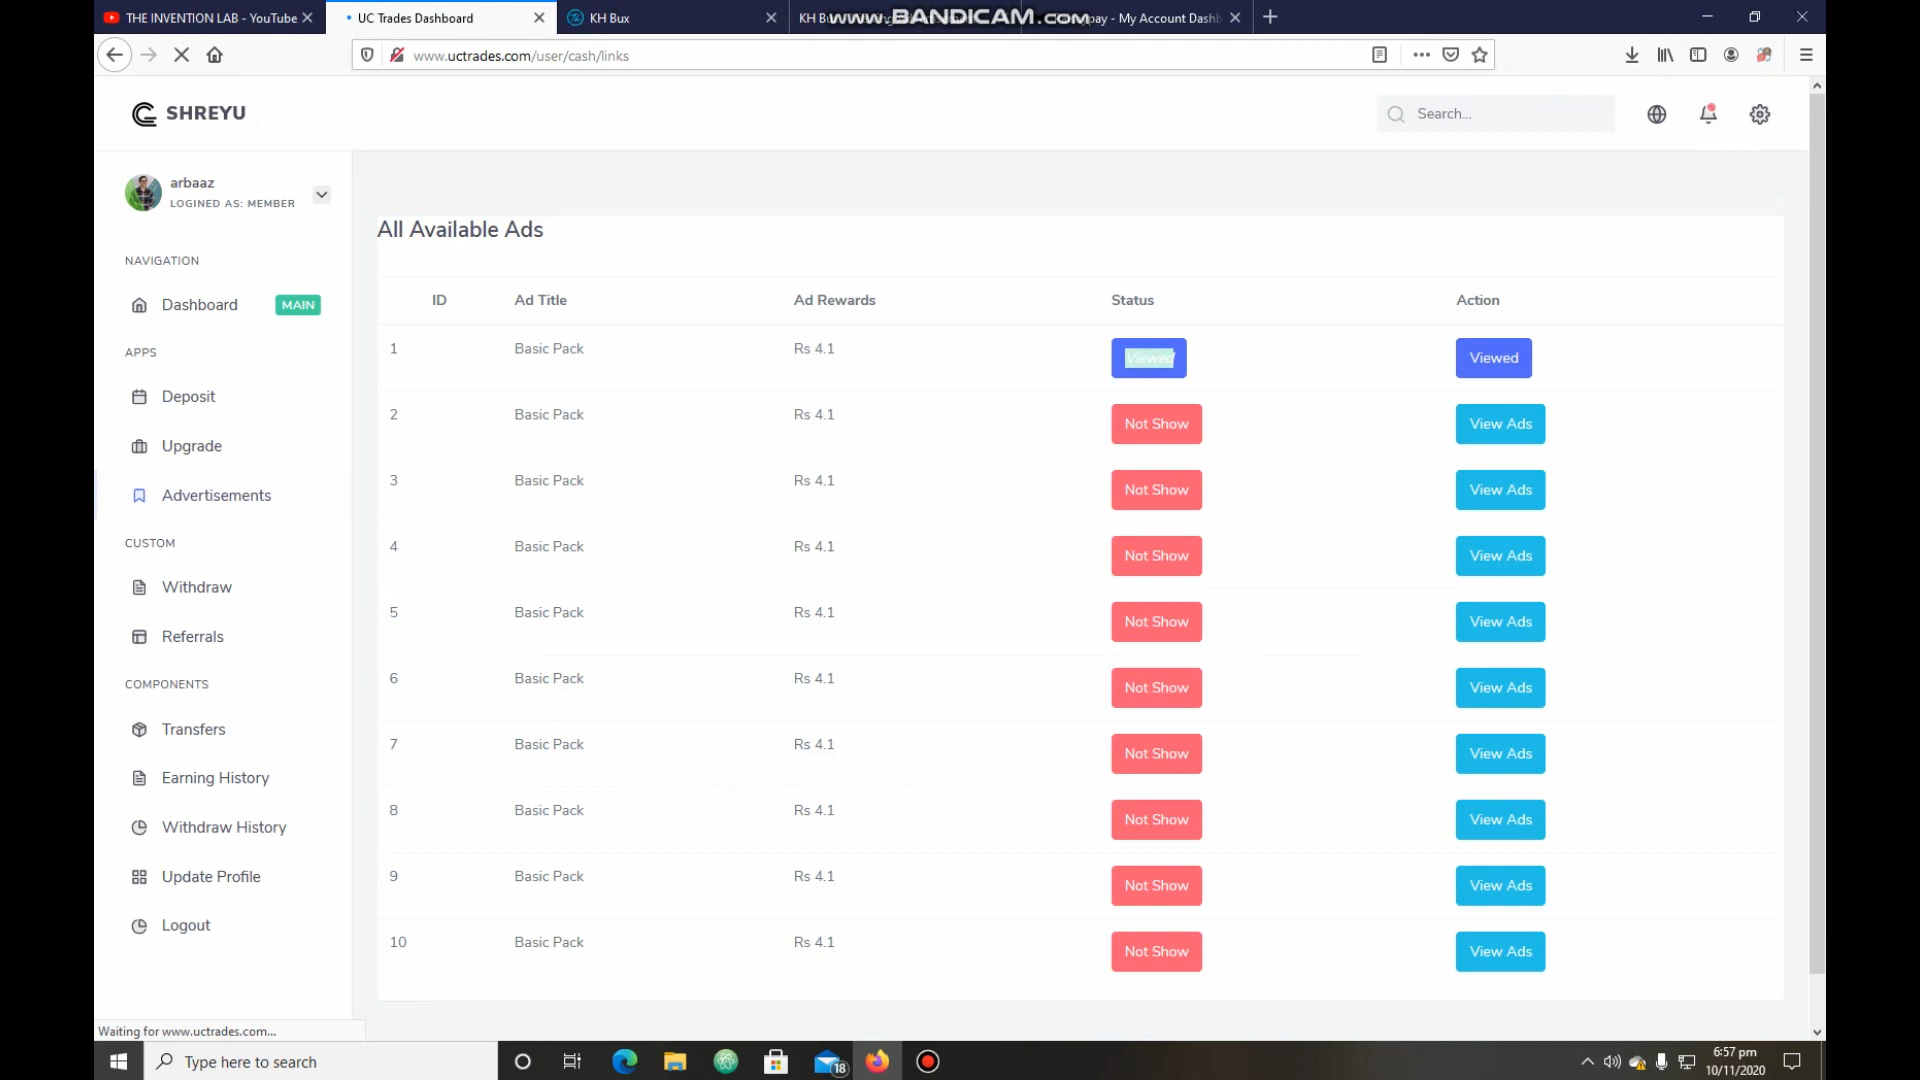 THE INVENTION LAB - YouTube
UC Trades Dashboard
KH Bux
KH Bu
www.BANDICAM.com
pay - My Account Dashb
www.uctrades.com/user/cash/links
SHREYU
Search...
arbaaz
LOGINED AS: MEMBER
NAVIGATION
Dashboard MAIN
APPS
Deposit
Upgrade
Advertisements
CUSTOM
Withdraw
Referrals
COMPONENTS
Transfers
Earning History
Withdraw History
Update Profile
Logout
All Available Ads
ID Ad Title Ad Rewards Status Action
1 Basic Pack Rs 4.1 Viewed Viewed
2 Basic Pack Rs 4.1 Not Show View Ads
3 Basic Pack Rs 4.1 Not Show View Ads
4 Basic Pack Rs 4.1 Not Show View Ads
5 Basic Pack Rs 4.1 Not Show View Ads
6 Basic Pack Rs 4.1 Not Show View Ads
7 Basic Pack Rs 4.1 Not Show View Ads
8 Basic Pack Rs 4.1 Not Show View Ads
9 Basic Pack Rs 4.1 Not Show View Ads
10 Basic Pack Rs 4.1 Not Show View Ads
Waiting for www.uctrades.com...
Type here to search
18
6:57 pm
10/11/2020